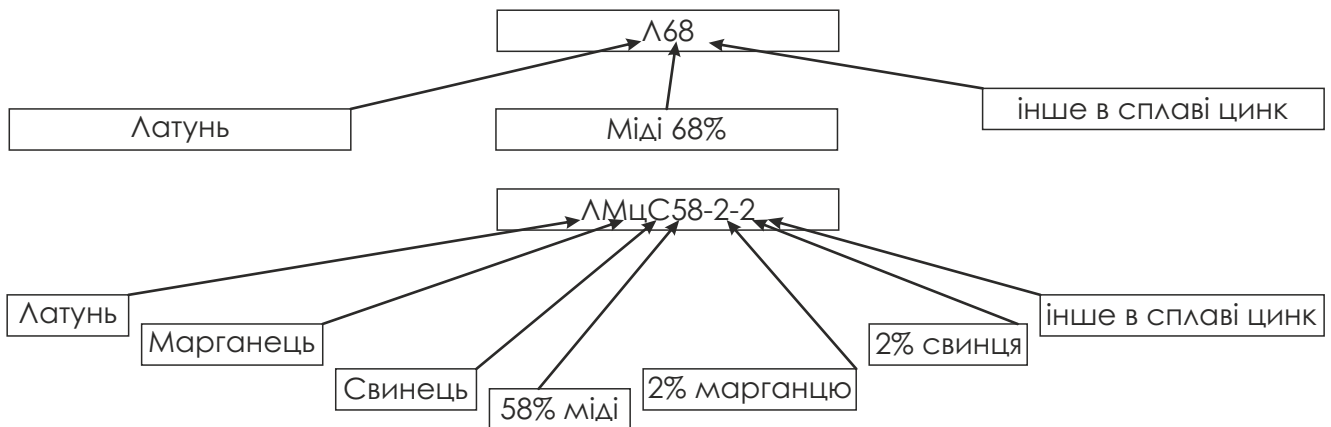 Л68
Латунь
Міді 68%
інше в сплаві цинк
ЛМцС58-2-2
Латунь
Марганець
Свинець
58% міді
2% марганцю
2% свинця
інше в сплаві цинк